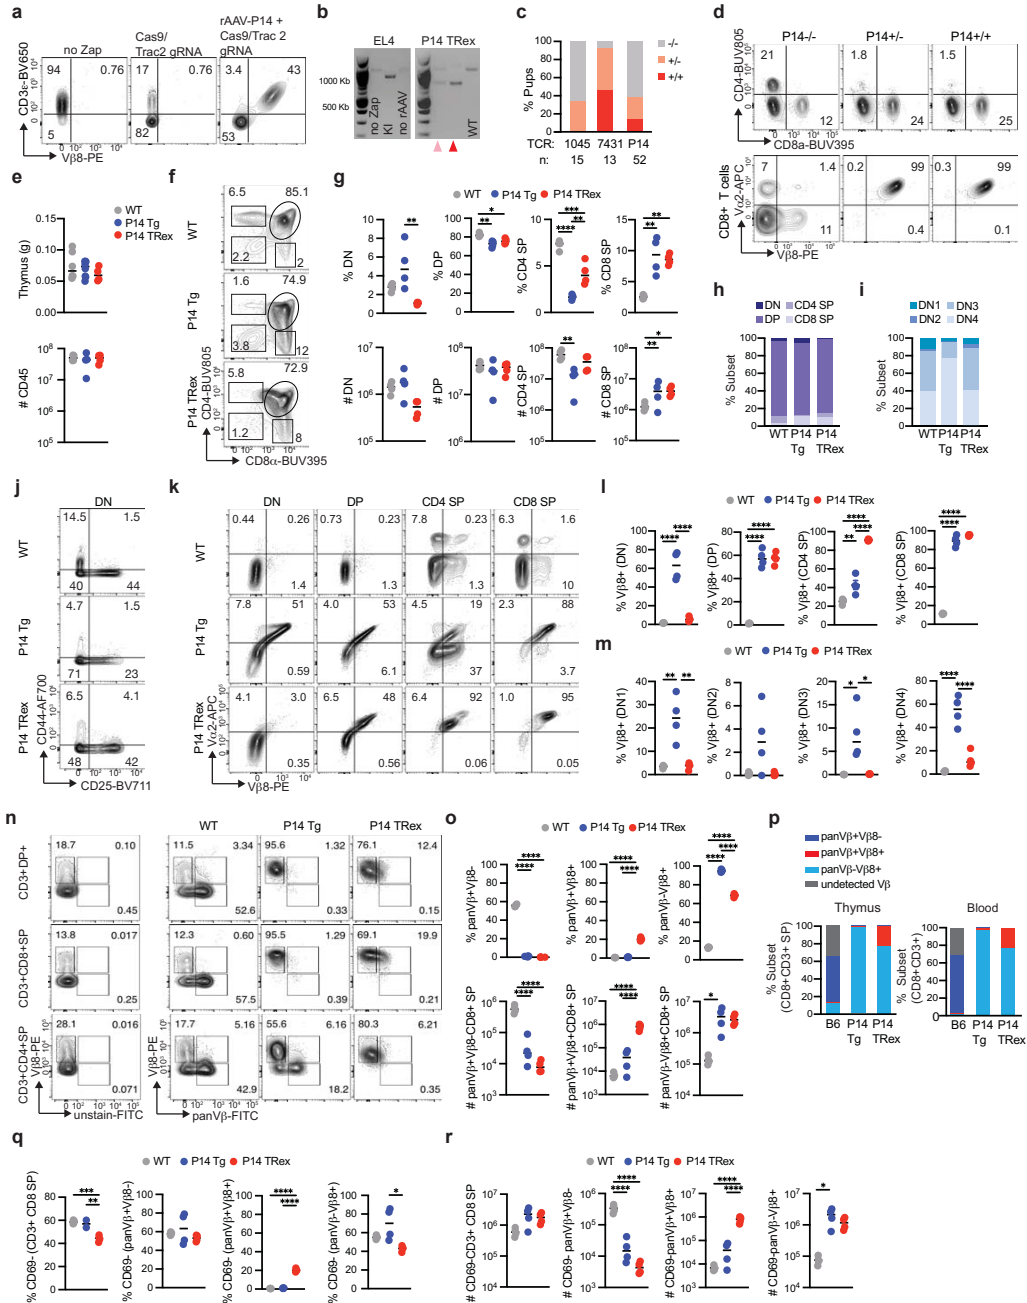 a
no Zap
Cas9/
Trac2 gRNA
rAAV-P14 +
Cas9/Trac 2
gRNA
CD3ε-BV650
94
0.76
17
0.76
3.4
43
5
82
53
Vβ8-PE
b
EL4
P14 TRex
1000 Kb
500 Kb
no Zap
KI
no rAAV
WT
c
% Pups
100
80
60
40
20
0
-/-
+/-
+/+
TCR: 1045 7431 P14
n: 15 13 52
d
P14-/-
P14+/-
P14+/+
CD4-BU805
21
1.8
1.5
12
24
25
CD8a-BUV395
CD8+ T cells
Vα2-APC
7
1.4
0.2
99
0.3
99
11
0.4
0.1
Vβ8-PE
e
WT
P14 Tg
P14 TRex
Thymus (g)
0.15
0.10
0.05
0.00
# CD45
f
WT
6.5
85.1
2.2
2
P14 Tg
1.6
74.9
3.8
12
P14 TRex
5.8
72.9
1.2
8
CD4-BUV805
CD8α-BUV395
g
WT
P14 Tg
P14 TRex
% DN
% DP
% CD4 SP
% CD8 SP
# DN
# DP
# CD4 SP
# CD8 SP
h
DN
CD4 SP
DP
CD8 SP
% Subset
WT P14 P14
Tg TRex
i
DN1
DN3
DN2
DN4
% Subset
WT P14 P14
Tg TRex
j
DN
WT
14.5
1.5
40
44
P14 Tg
4.7
1.5
71
23
P14 TRex
6.5
4.1
48
42
CD44-AF700
CD25-BV711
k
DN
DP
CD4 SP
CD8 SP
WT
0.44
0.26
0.73
0.23
7.8
0.23
6.3
1.6
1.4
1.3
1.3
10
P14 Tg
7.8
51
4.0
53
4.5
19
2.3
88
0.59
6.1
37
3.7
P14 TRex
4.1
3.0
6.5
48
6.4
92
1.0
95
0.35
0.56
0.06
0.05
Vα2-APC
Vβ8-PE
l
WT
P14 Tg
P14 TRex
% Vβ8+ (DN)
% Vβ8+ (DP)
% Vβ8+ (CD4 SP)
% Vβ8+ (CD8 SP)
m
WT
P14 Tg
P14 TRex
% Vβ8+ (DN1)
% Vβ8+ (DN2)
% Vβ8+ (DN3)
% Vβ8+ (DN4)
n
WT
P14 Tg
P14 TRex
CD3+DP+
18.7
0.10
0.45
11.5
3.34
52.6
95.6
1.32
0.33
76.1
12.4
0.15
CD3+CD8+SP
13.8
0.017
0.25
12.3
0.60
57.5
95.5
1.29
0.39
69.1
19.9
0.21
CD3+CD4+SP
28.1
0.016
0.071
17.7
5.16
42.9
55.6
6.16
18.2
80.3
6.21
0.35
Vβ8-PE
unstain-FITC
Vβ8-PE
panVβ-FITC
o
WT
P14 Tg
P14 TRex
% panVβ+Vβ8-
% panVβ+Vβ8+
% panVβ-Vβ8+
# panVβ+Vβ8-CD8+ SP
# panVβ+Vβ8+CD8+ SP
# panVβ-Vβ8+CD8+ SP
p
panVβ+Vβ8-
panVβ+Vβ8+
panVβ-Vβ8+
undetected Vβ
Thymus
Blood
% Subset
(CD8+CD3+ SP)
% Subset
(CD8+CD3+)
B6 P14 P14
Tg TRex
B6 P14 P14
Tg TRex
q
WT
P14 Tg
P14 TRex
% CD69- (CD3+ CD8 SP)
% CD69- (panVβ+Vβ8-)
% CD69- (panVβ+Vβ8+)
% CD69- (panVβ-Vβ8+)
r
WT
P14 Tg
P14 TRex
# CD69-CD3+ CD8 SP
# CD69- panVβ+Vβ8-
# CD69-panVβ+Vβ8+
# CD69-panVβ-Vβ8+